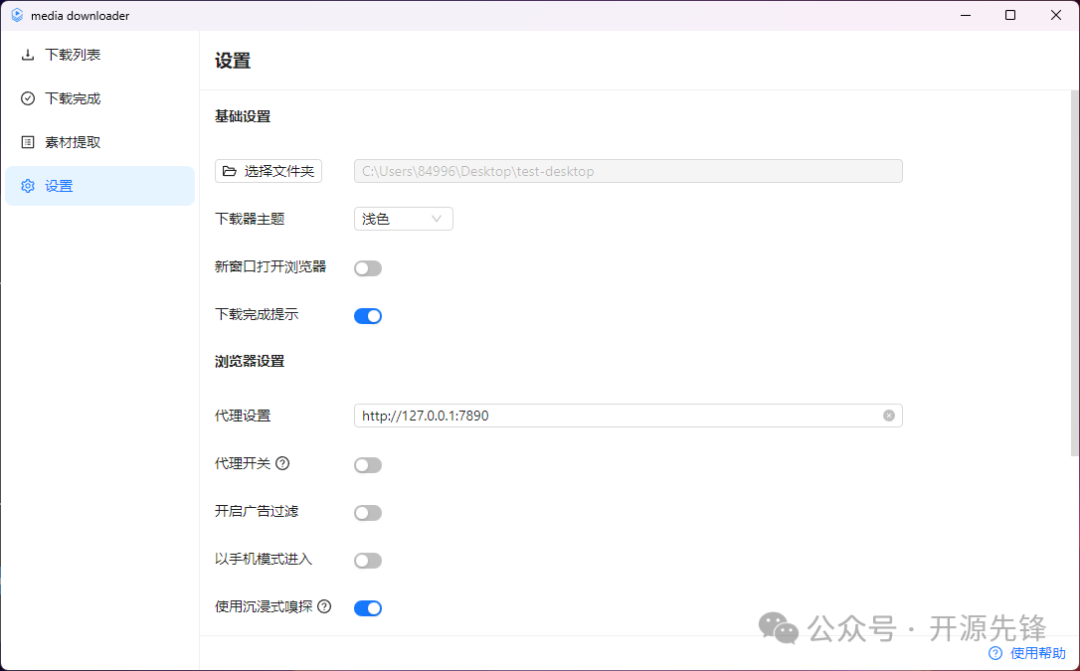 media downloader
下载列表
下载完成
素材提取
设置
设置
基础设置
选择文件夹 C:\Users\84996\Desktop\test-desktop
下载器主题 浅色
新窗口打开浏览器
下载完成提示
浏览器设置
代理设置 http://127.0.0.1:7890
代理开关
开启广告过滤
以手机模式进入
使用沉浸式嗅探
公众号 · 开源先锋
使用帮助